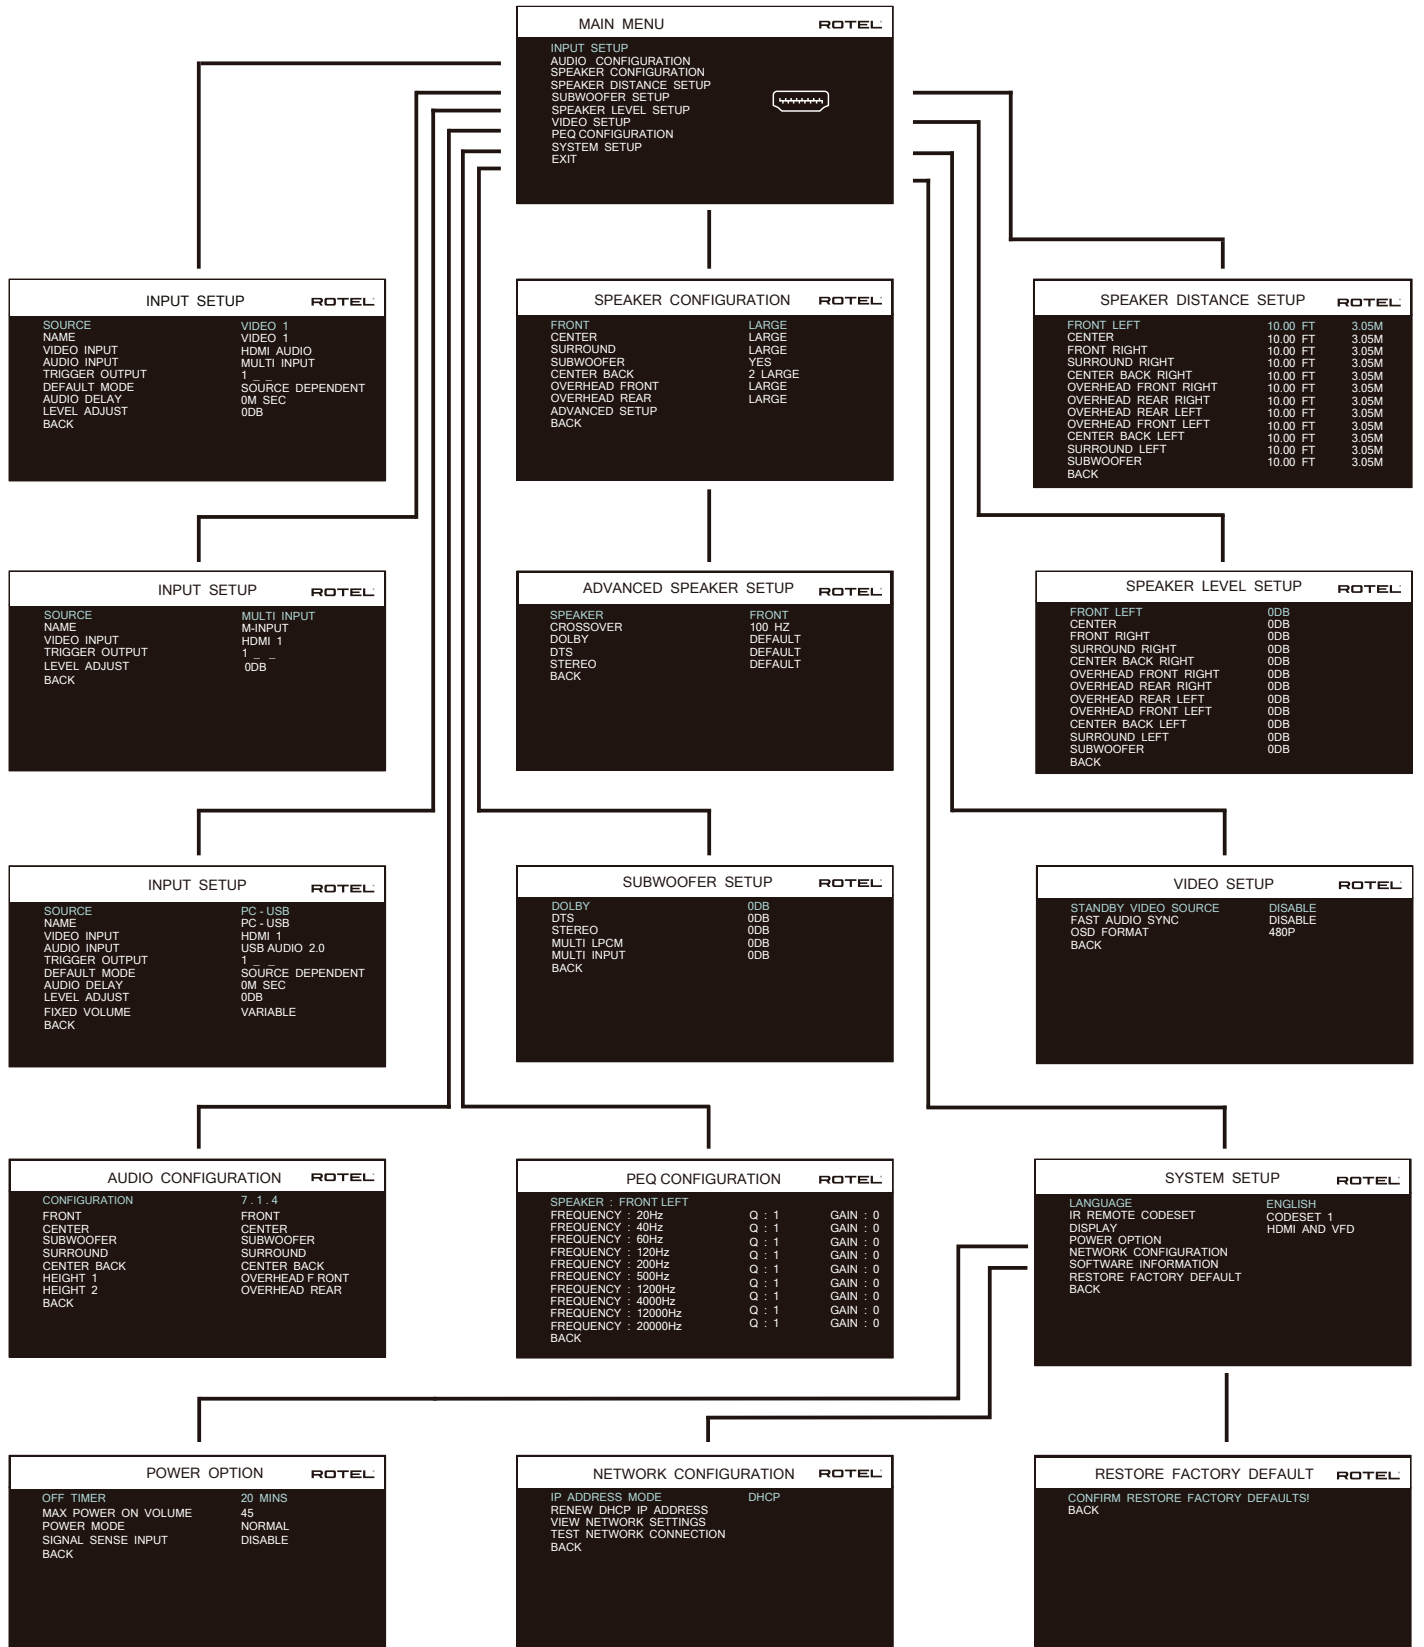 MAIN MENU ROTEL
INPUT SETUP
AUDIO CONFIGURATION
SPEAKER CONFIGURATION
SPEAKER DISTANCE SETUP
SUBWOOFER SETUP
SPEAKER LEVEL SETUP
VIDEO SETUP
PEQ CONFIGURATION
SYSTEM SETUP
EXIT
INPUT SETUP ROTEL
SOURCE VIDEO 1
NAME VIDEO 1
VIDEO INPUT HDMI AUDIO
AUDIO INPUT MULTI INPUT
TRIGGER OUTPUT 1 _ _
DEFAULT MODE SOURCE DEPENDENT
AUDIO DELAY 0M SEC
LEVEL ADJUST 0DB
BACK
SPEAKER CONFIGURATION ROTEL
FRONT LARGE
CENTER LARGE
SURROUND LARGE
SUBWOOFER YES
CENTER BACK 2 LARGE
OVERHEAD FRONT LARGE
OVERHEAD REAR LARGE
ADVANCED SETUP
BACK
SPEAKER DISTANCE SETUP ROTEL
FRONT LEFT 10.00 FT 3.05M
CENTER 10.00 FT 3.05M
FRONT RIGHT 10.00 FT 3.05M
SURROUND RIGHT 10.00 FT 3.05M
CENTER BACK RIGHT 10.00 FT 3.05M
OVERHEAD FRONT RIGHT 10.00 FT 3.05M
OVERHEAD REAR RIGHT 10.00 FT 3.05M
OVERHEAD REAR LEFT 10.00 FT 3.05M
OVERHEAD FRONT LEFT 10.00 FT 3.05M
CENTER BACK LEFT 10.00 FT 3.05M
SURROUND LEFT 10.00 FT 3.05M
SUBWOOFER 10.00 FT 3.05M
BACK
INPUT SETUP ROTEL
SOURCE MULTI INPUT
NAME M-INPUT
VIDEO INPUT HDMI 1
TRIGGER OUTPUT 1 _ _
LEVEL ADJUST 0DB
BACK
ADVANCED SPEAKER SETUP ROTEL
SPEAKER FRONT
CROSSOVER 100 HZ
DOLBY DEFAULT
DTS DEFAULT
STEREO DEFAULT
BACK
SPEAKER LEVEL SETUP ROTEL
FRONT LEFT 0DB
CENTER 0DB
FRONT RIGHT 0DB
SURROUND RIGHT 0DB
CENTER BACK RIGHT 0DB
OVERHEAD FRONT RIGHT 0DB
OVERHEAD REAR RIGHT 0DB
OVERHEAD REAR LEFT 0DB
OVERHEAD FRONT LEFT 0DB
CENTER BACK LEFT 0DB
SURROUND LEFT 0DB
SUBWOOFER 0DB
BACK
INPUT SETUP ROTEL
SOURCE PC - USB
NAME PC - USB
VIDEO INPUT HDMI 1
AUDIO INPUT USB AUDIO 2.0
TRIGGER OUTPUT 1 _ _
DEFAULT MODE SOURCE DEPENDENT
AUDIO DELAY 0M SEC
LEVEL ADJUST 0DB
FIXED VOLUME VARIABLE
BACK
SUBWOOFER SETUP ROTEL
DOLBY 0DB
DTS 0DB
STEREO 0DB
MULTI LPCM 0DB
MULTI INPUT 0DB
BACK
VIDEO SETUP ROTEL
STANDBY VIDEO SOURCE DISABLE
FAST AUDIO SYNC DISABLE
OSD FORMAT 480P
BACK
AUDIO CONFIGURATION ROTEL
CONFIGURATION 7 . 1 . 4
FRONT FRONT
CENTER CENTER
SUBWOOFER SUBWOOFER
SURROUND SURROUND
CENTER BACK CENTER BACK
HEIGHT 1 OVERHEAD F RONT
HEIGHT 2 OVERHEAD REAR
BACK
PEQ CONFIGURATION ROTEL
SPEAKER : FRONT LEFT
FREQUENCY : 20Hz Q : 1 GAIN : 0
FREQUENCY : 40Hz Q : 1 GAIN : 0
FREQUENCY : 60Hz Q : 1 GAIN : 0
FREQUENCY : 120Hz Q : 1 GAIN : 0
FREQUENCY : 200Hz Q : 1 GAIN : 0
FREQUENCY : 500Hz Q : 1 GAIN : 0
FREQUENCY : 1200Hz Q : 1 GAIN : 0
FREQUENCY : 4000Hz Q : 1 GAIN : 0
FREQUENCY : 12000Hz Q : 1 GAIN : 0
FREQUENCY : 20000Hz
BACK
SYSTEM SETUP ROTEL
LANGUAGE ENGLISH
IR REMOTE CODESET CODESET 1
DISPLAY HDMI AND VFD
POWER OPTION
NETWORK CONFIGURATION
SOFTWARE INFORMATION
RESTORE FACTORY DEFAULT
BACK
POWER OPTION ROTEL
OFF TIMER 20 MINS
MAX POWER ON VOLUME 45
POWER MODE NORMAL
SIGNAL SENSE INPUT DISABLE
BACK
NETWORK CONFIGURATION ROTEL
IP ADDRESS MODE DHCP
RENEW DHCP IP ADDRESS
VIEW NETWORK SETTINGS
TEST NETWORK CONNECTION
BACK
RESTORE FACTORY DEFAULT ROTEL
CONFIRM RESTORE FACTORY DEFAULTS!
BACK